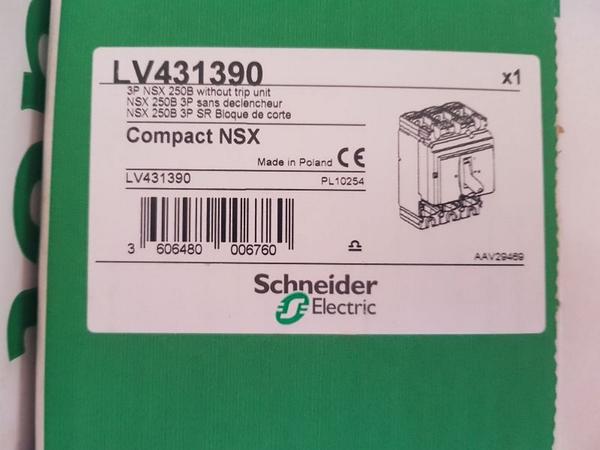 LV431390
x1
3P NSX 250B without trip unit
NSX 250B 3P sans declencheur
NSX 250B 3P SR Bloque de corte
Compact NSX
Made in Poland CE
LV431390
PL10254
3 606480 006760
AAV29469
Schneider
Electric